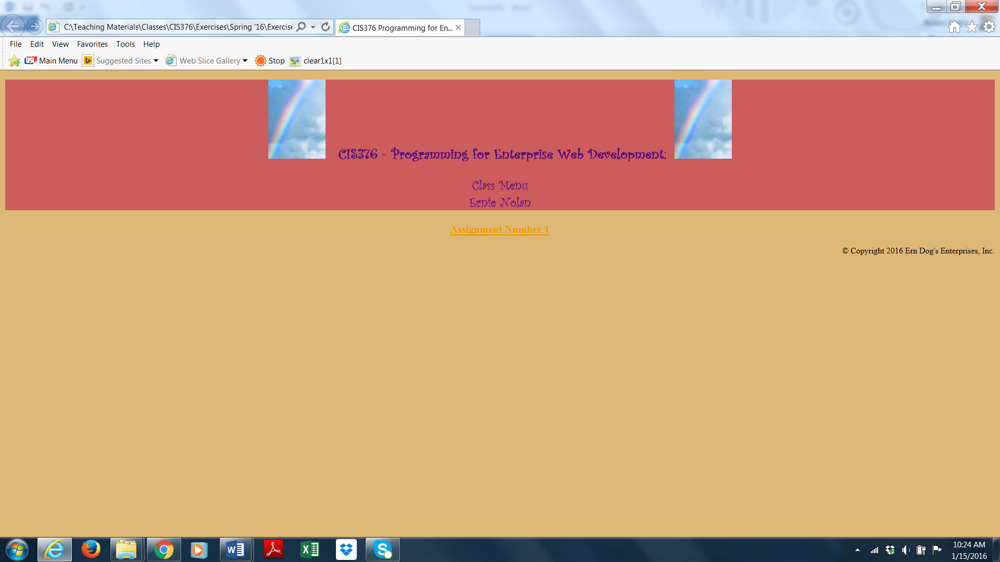 C:\Teaching Materials\Classes\CIS376\Exercises\Spring '16\Exercise
CIS376 Programming for En...
File Edit View Favorites Tools Help
USI Main Menu Suggested Sites Web Slice Gallery Stop clear1x1[1]
CIS376 - Programming for Enterprise Web Development;
Class Menu
Ernie Nolan
Assignment Number 1
© Copyright 2016 Ern Dog's Enterprises, Inc.
10:24 AM
1/15/2016